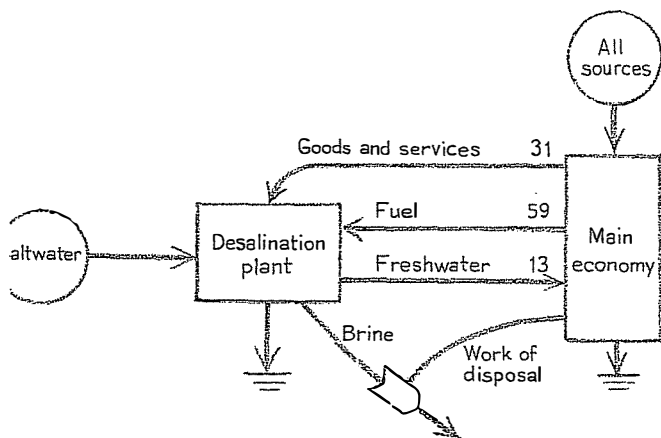 All
sources
Goods and services 31
Fuel 59
Freshwater 13
altwater
Desalination
plant
Main
economy
Brine
Work of
disposal